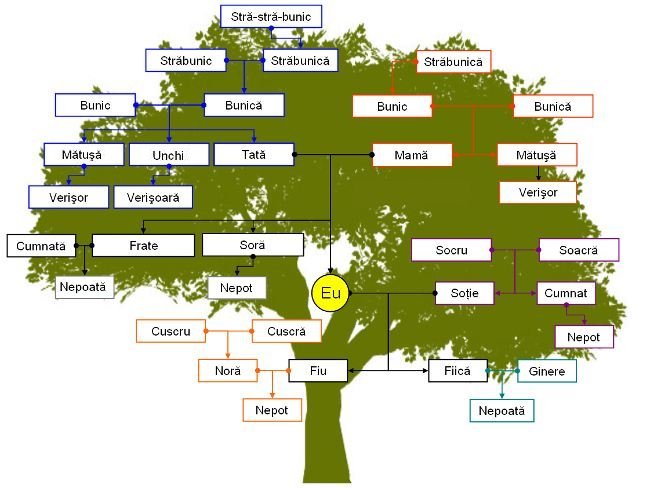 Stră-stră-bunic
Străbunic
Străbunică
Străbunică
Bunic
Bunică
Bunic
Bunică
Mătuşă
Unchi
Tată
Mamă
Mătuşă
Verişor
Verişoară
Verişor
Cumnată
Frate
Soră
Socru
Soacră
Nepoată
Nepot
Eu
Soţie
Cumnat
Cuscru
Cuscră
Nepot
Noră
Fiu
Fiică
Ginere
Nepot
Nepoată